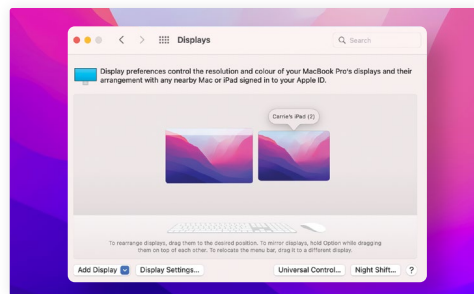 Displays
Search
Display preferences control the resolution and colour of your MacBook Pro's displays and their
arrangement with any nearby Mac or iPad signed in to your Apple ID.
Carrie's iPad (2)
To rearrange displays, drag them to the desired position. To mirror displays, hold Option while dragging
them on top of each other. To relocate the menu bar, drag it to a different display.
Add Display
Display Settings...
Universal Control...
Night Shift...
?